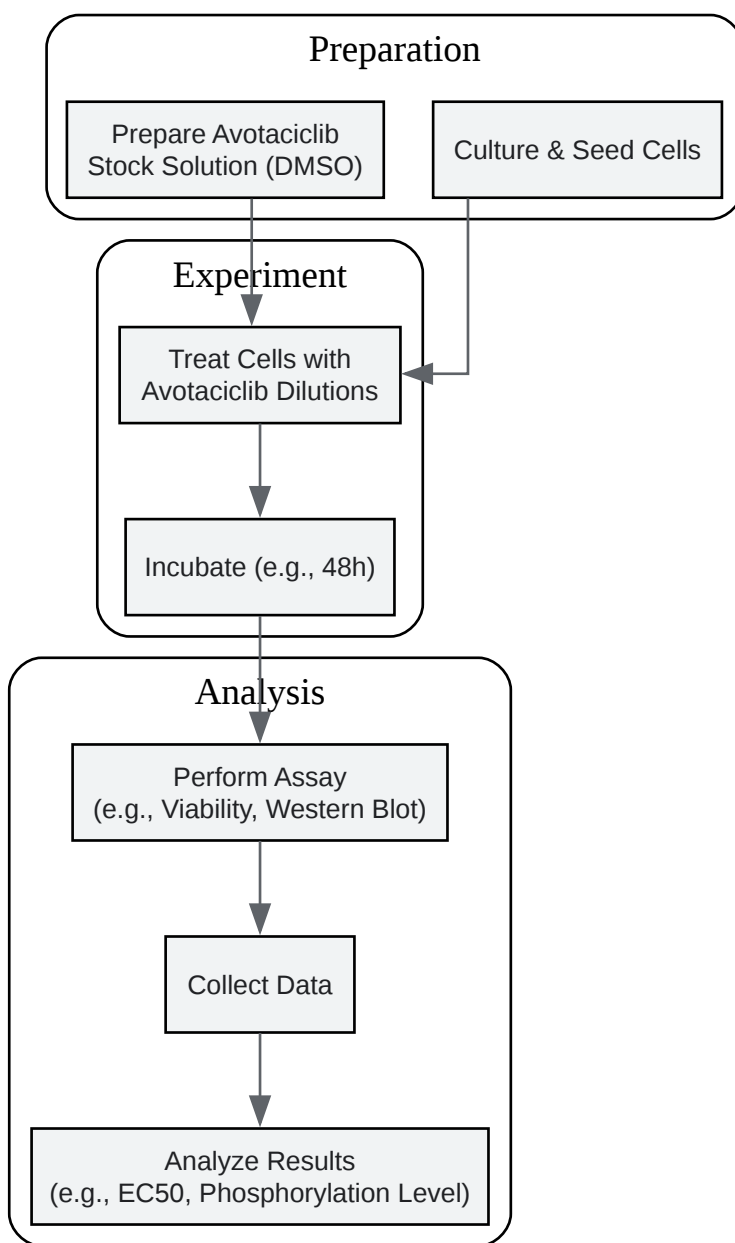 Preparation
Prepare Avotaciclib
Stock Solution (DMSO)
Culture & Seed Cells
Experiment
Treat Cells with
Avotaciclib Dilutions
Incubate (e.g., 48h)
Analysis
Perform Assay
(e.g., Viability, Western Blot)
Collect Data
Analyze Results
(e.g., EC50, Phosphorylation Level)